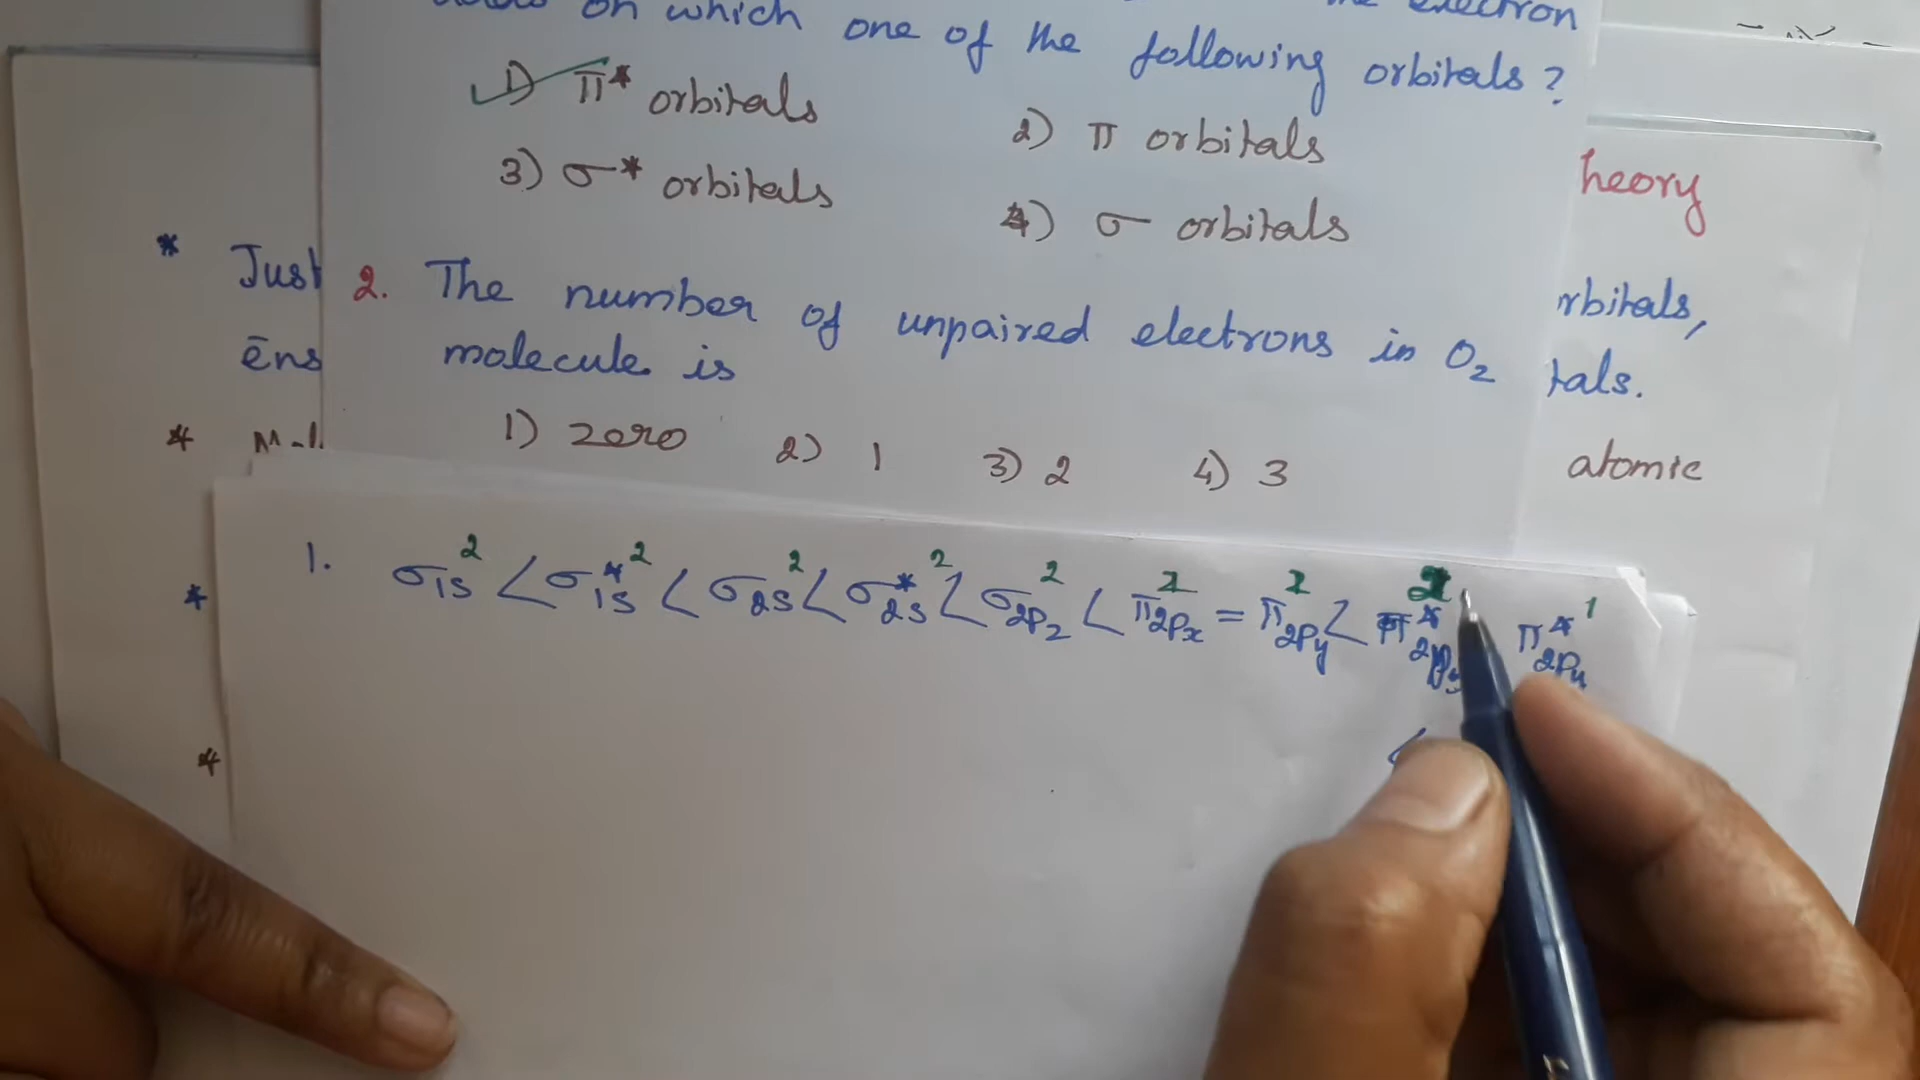 on which one of the following orbitals?
electron
1) π* orbitals
2) π orbitals
3) σ* orbitals
4) σ orbitals
heory
* Just
2. The number of unpaired electrons in O2
rbitals,
ēns
molecule is
tals.
*
1) zero 2) 1 3) 2 4) 3
atomic
1. σ1s² < σ*1s² < σ2s² < σ*2s² < σ2pz² < π2px² = π2py² < π*2p π*2py¹
*
*